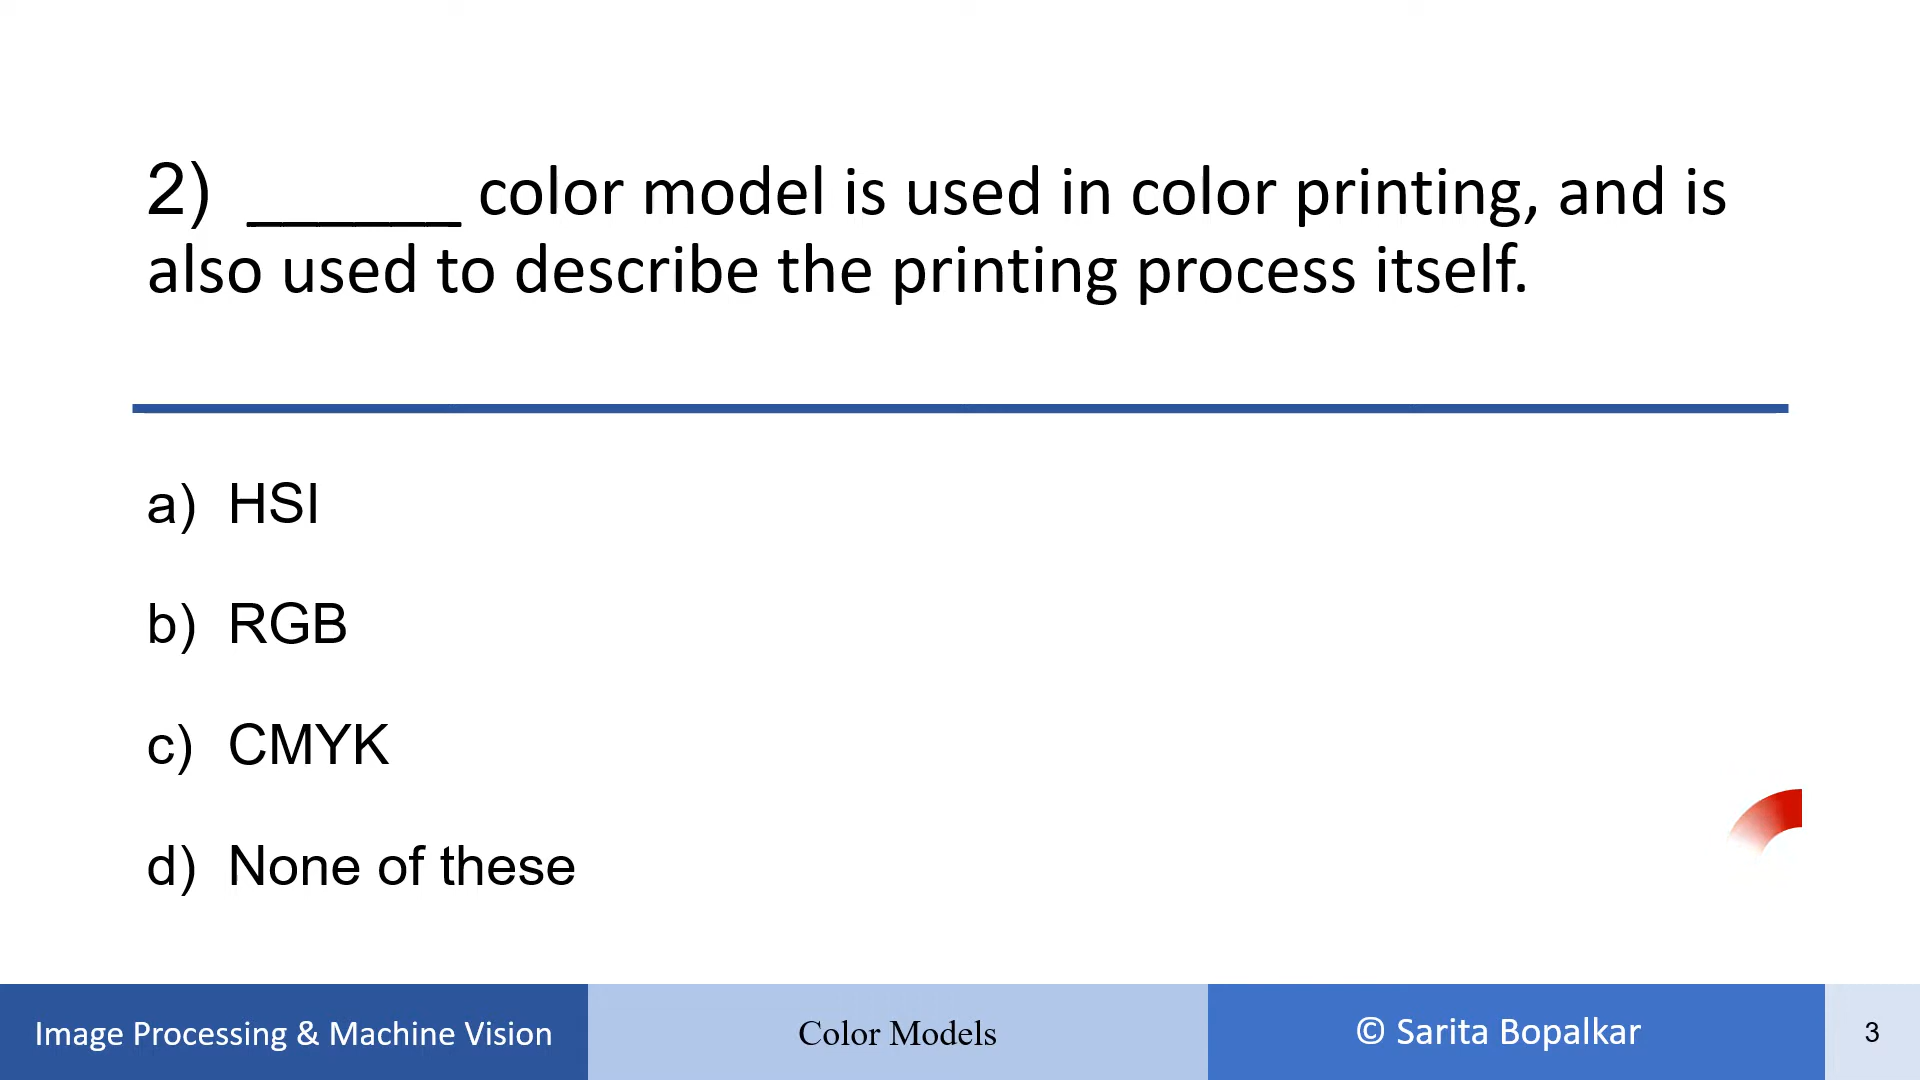 2) ______ color model is used in color printing, and is
also used to describe the printing process itself.
a) HSI
b) RGB
c) CMYK
d) None of these
Image Processing & Machine Vision
Color Models
© Sarita Bopalkar
3